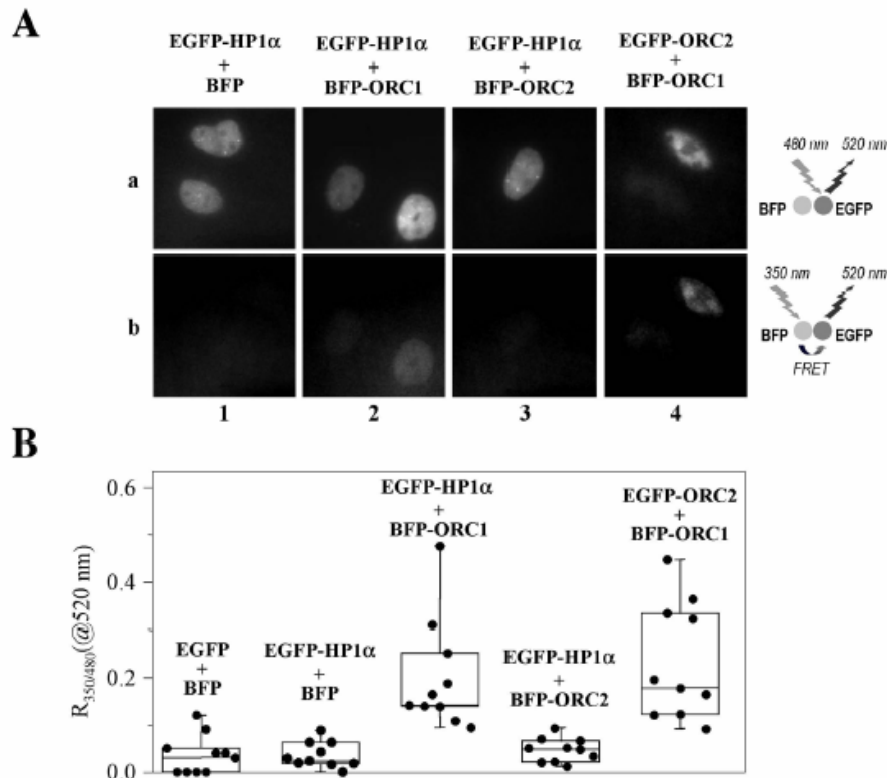 A
EGFP-HP1α
+
BFP
EGFP-HP1α
+
BFP-ORC1
EGFP-HP1α
+
BFP-ORC2
EGFP-ORC2
+
BFP-ORC1
a
480 nm 520 nm
BFP EGFP
b
350 nm 520 nm
BFP EGFP
FRET
1 2 3 4
B
R350/480(@520 nm)
0.6
0.4
0.2
0.0
EGFP
+
BFP
EGFP-HP1α
+
BFP
EGFP-HP1α
+
BFP-ORC1
EGFP-HP1α
+
BFP-ORC2
EGFP-ORC2
+
BFP-ORC1